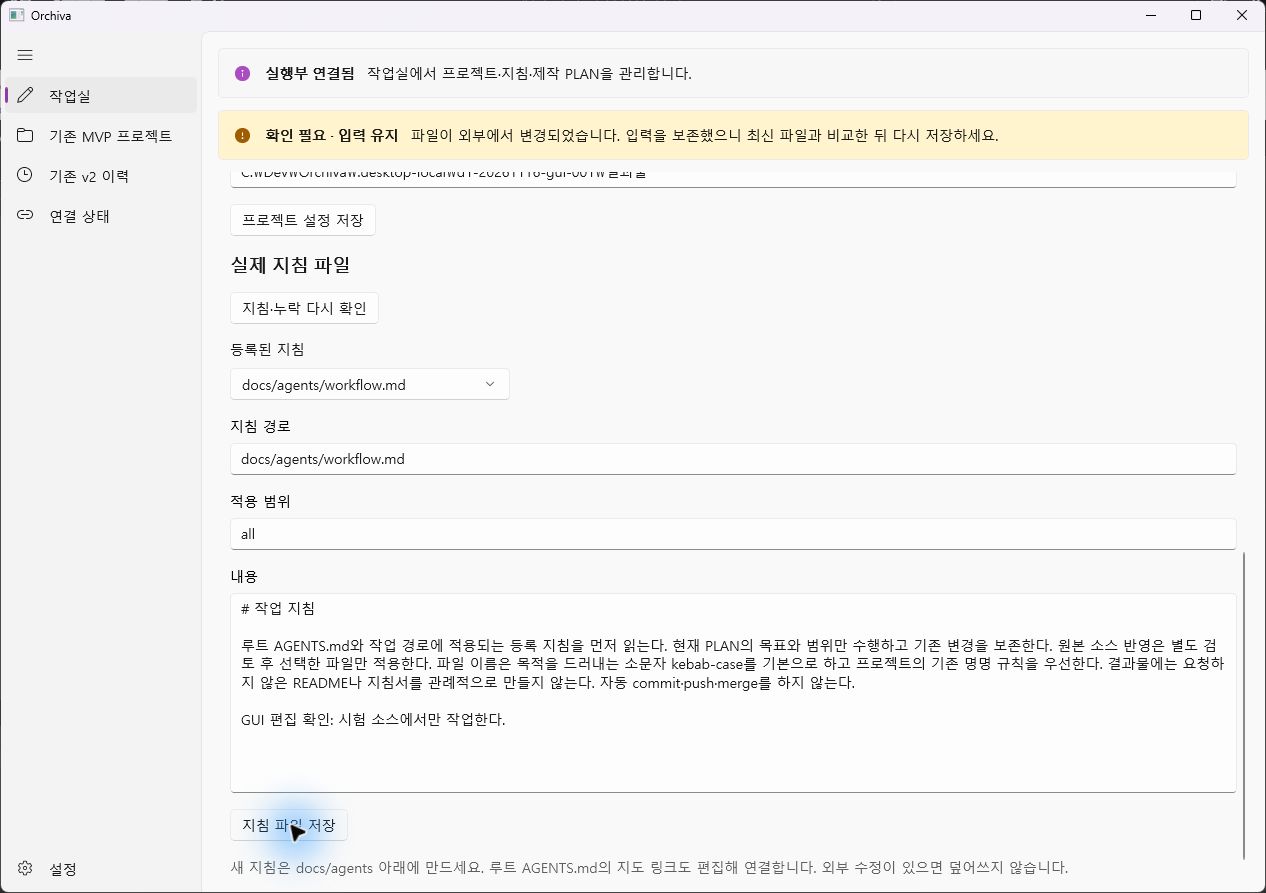 Orchiva
작업실
기존 MVP 프로젝트
기존 v2 이력
연결 상태
설정
실행부 연결됨 작업실에서 프로젝트·지침·제작 PLAN을 관리합니다.
확인 필요 · 입력 유지 파일이 외부에서 변경되었습니다. 입력을 보존했으니 최신 파일과 비교한 뒤 다시 저장하세요.
프로젝트 설정 저장
실제 지침 파일
지침·누락 다시 확인
등록된 지침
docs/agents/workflow.md
지침 경로
docs/agents/workflow.md
적용 범위
all
내용
# 작업 지침
루트 AGENTS.md와 작업 경로에 적용되는 등록 지침을 먼저 읽는다. 현재 PLAN의 목표와 범위만 수행하고 기존 변경을 보존한다. 원본 소스 반영은 별도 검
토 후 선택한 파일만 적용한다. 파일 이름은 목적을 드러내는 소문자 kebab-case를 기본으로 하고 프로젝트의 기존 명명 규칙을 우선한다. 결과물에는 요청하
지 않은 README나 지침서를 관례적으로 만들지 않는다. 자동 commit·push·merge를 하지 않는다.
GUI 편집 확인: 시험 소스에서만 작업한다.
지침 파일 저장
새 지침은 docs/agents 아래에 만드세요. 루트 AGENTS.md의 지도 링크도 편집해 연결합니다. 외부 수정이 있으면 덮어쓰지 않습니다.